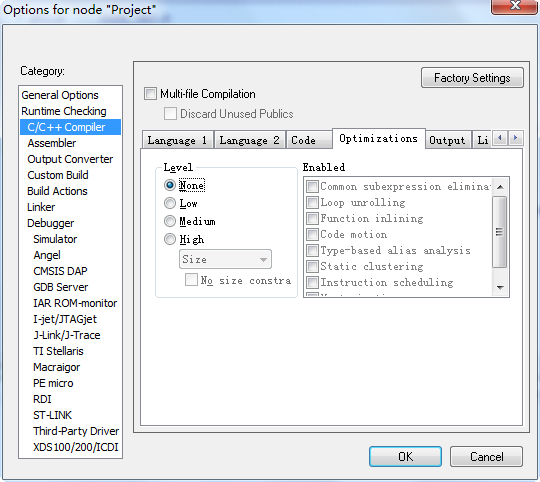 Options for node "Project"
Category:
General Options
Runtime Checking
C/C++ Compiler
Assembler
Output Converter
Custom Build
Build Actions
Linker
Debugger
Simulator
Angel
CMSIS DAP
GDB Server
IAR ROM-monitor
I-jet/JTAGjet
J-Link/J-Trace
TI Stellaris
Macraigor
PE micro
RDI
ST-LINK
Third-Party Driver
XDS100/200/ICDI
Factory Settings
Multi-file Compilation
Discard Unused Publics
Language 1 Language 2 Code Optimizations Output Li
Level
None
Low
Medium
High
Size
No size constra
Enabled
Common subexpression elimina
Loop unrolling
Function inlining
Code motion
Type-based alias analysis
Static clustering
Instruction scheduling
OK Cancel